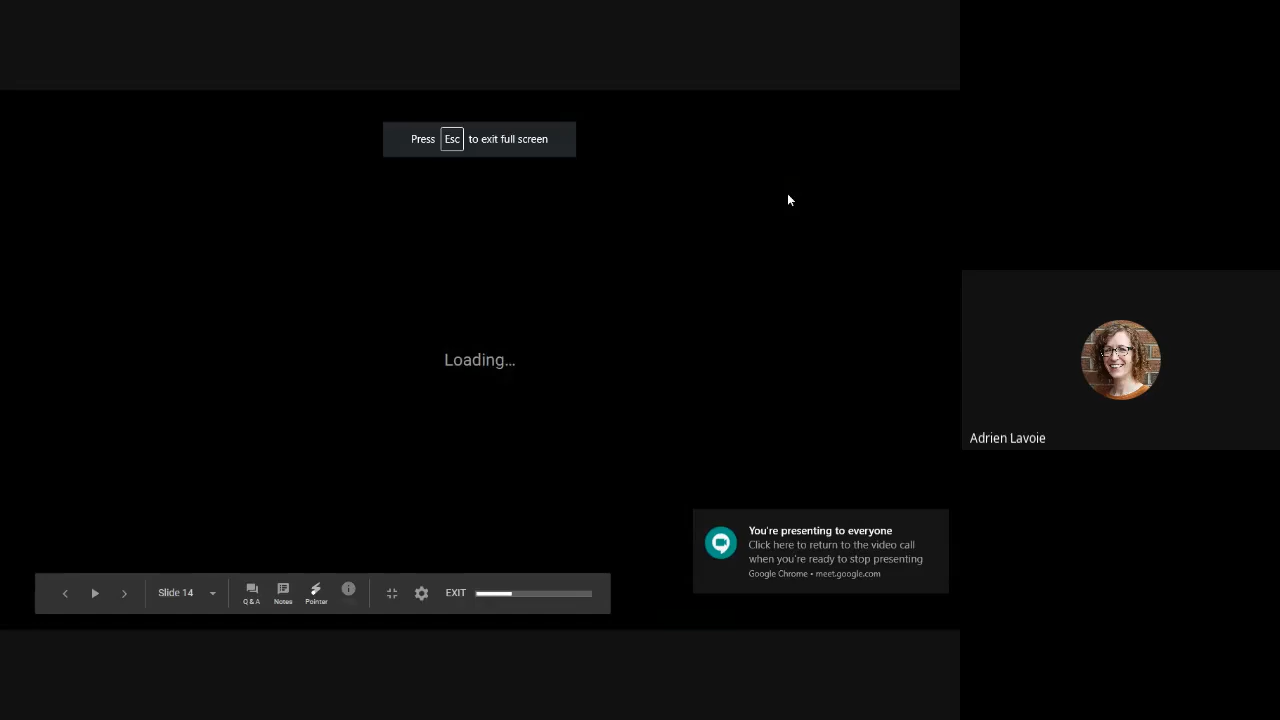 Press Esc to exit full screen
Loading...
Adrien Lavoie
You're presenting to everyone
Click here to return to the video call
when you're ready to stop presenting
Google Chrome • meet.google.com
Slide 14
Q & A
Notes
Pointer
EXIT